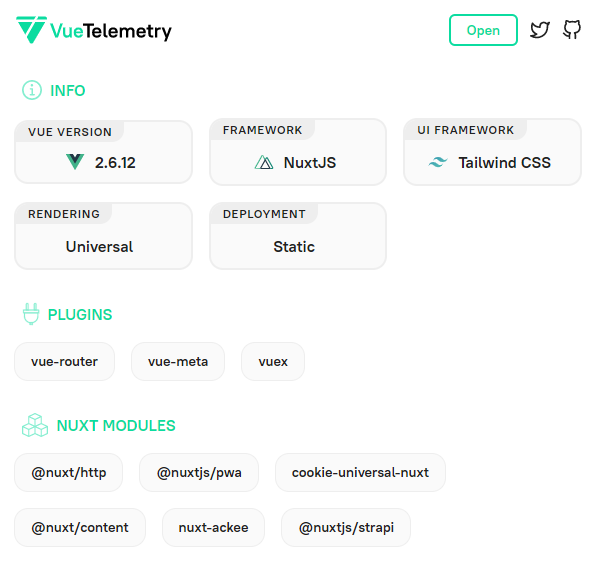 VueTelemetry
Open
INFO
VUE VERSION
2.6.12
FRAMEWORK
NuxtJS
UI FRAMEWORK
Tailwind CSS
RENDERING
Universal
DEPLOYMENT
Static
PLUGINS
vue-router
vue-meta
vuex
NUXT MODULES
@nuxt/http
@nuxtjs/pwa
cookie-universal-nuxt
@nuxt/content
nuxt-ackee
@nuxtjs/strapi